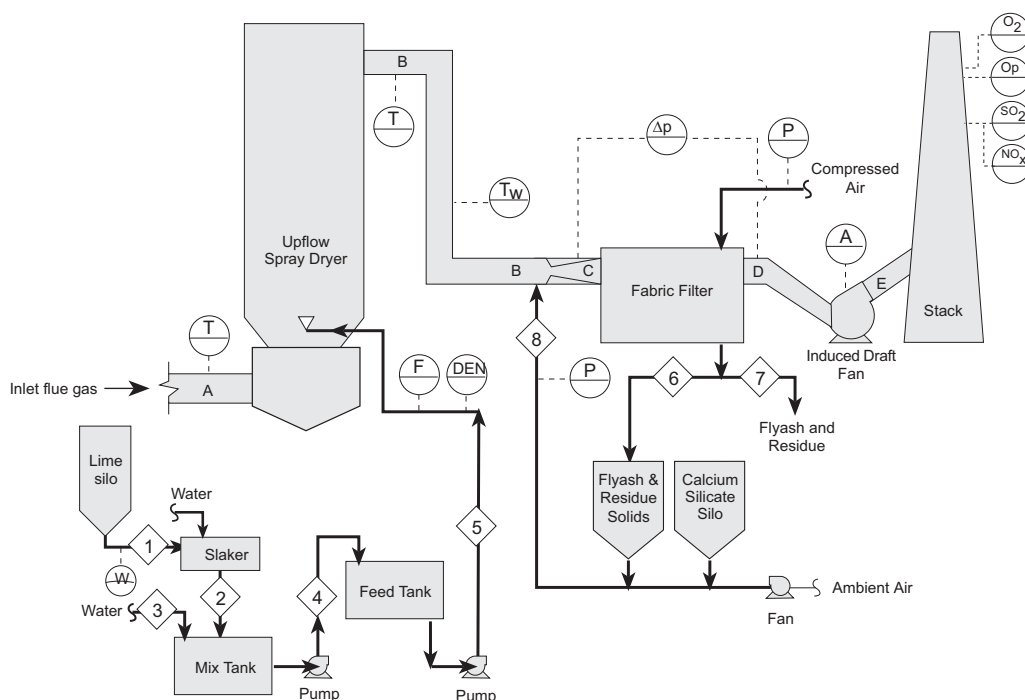 O2
Op
SO2
NOx
B
T
Δp
P
Compressed
Air
Tw
Upflow
Spray Dryer
A
B
C
Fabric Filter
D
E
Stack
Induced Draft
Fan
T
8
Inlet flue gas
A
F
DEN
P
6
7
Flyash and
Residue
Lime
silo
Water
Flyash &
Residue
Solids
Calcium
Silicate
Silo
1
Slaker
5
W
2
4
Feed Tank
Ambient Air
Fan
Water
3
Mix Tank
Pump
Pump